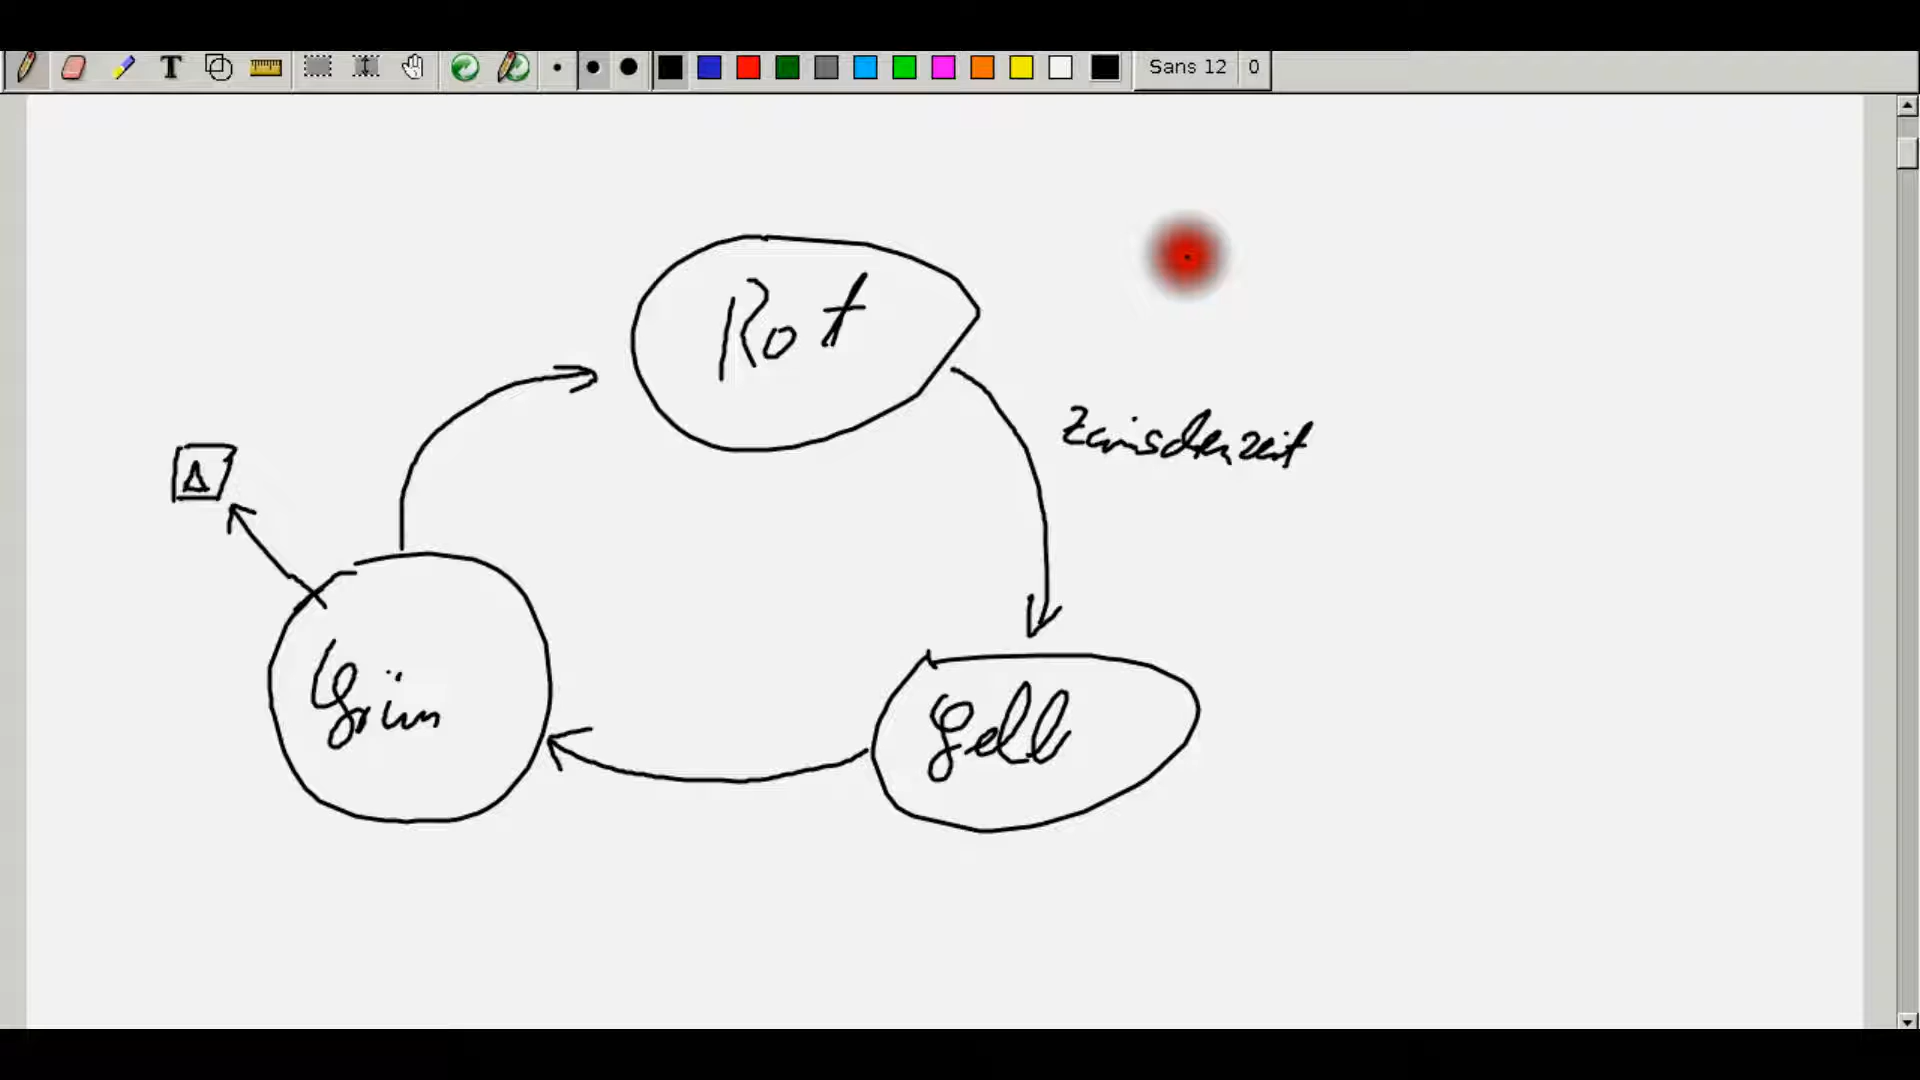 T
Sans 12 0
Rot
Zwischenzeit
Δ
Grün
Gelb